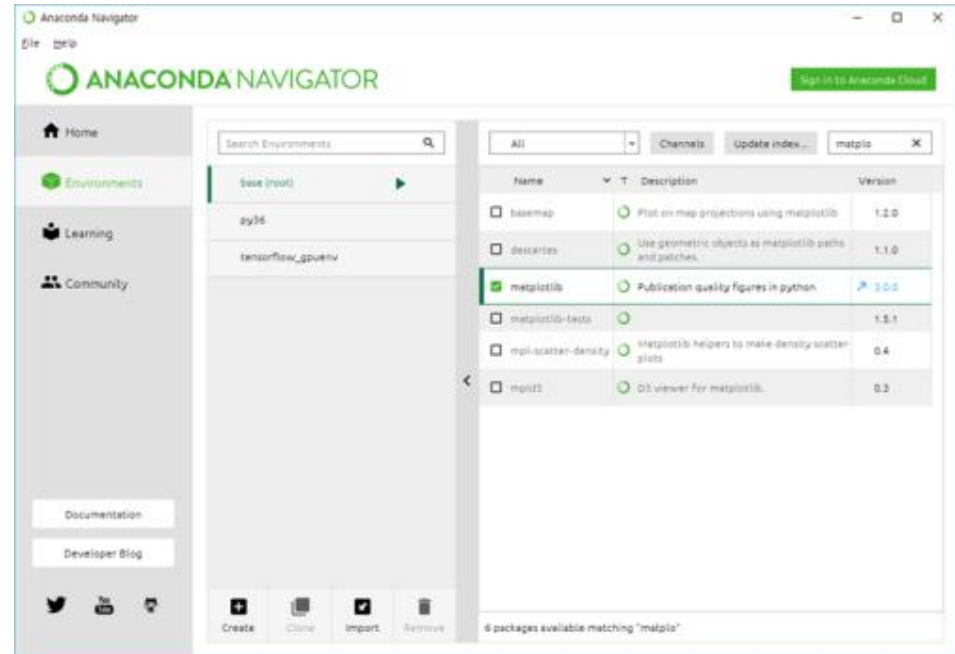 Anaconda Navigator
File Help
ANACONDA NAVIGATOR
Sign in to Anaconda Cloud
Home
Environments
Learning
Community
Documentation
Developer Blog
You Tube
Search Environments
base (root)
py36
tensorflow_gpuenv
Create Clone Import Remove
All Channels Update index... matplo
Name T Description Version
basemap Plot on map projections using matplotlib 1.2.0
descartes Use geometric objects as matplotlib paths and patches. 1.1.0
matplotlib Publication quality figures in python 3.0.0
matplotlib-tests 1.5.1
mpl-scatter-density Matplotlib helpers to make density scatter plots 0.4
mpld3 D3 viewer for matplotlib. 0.3
6 packages available matching "matplo"